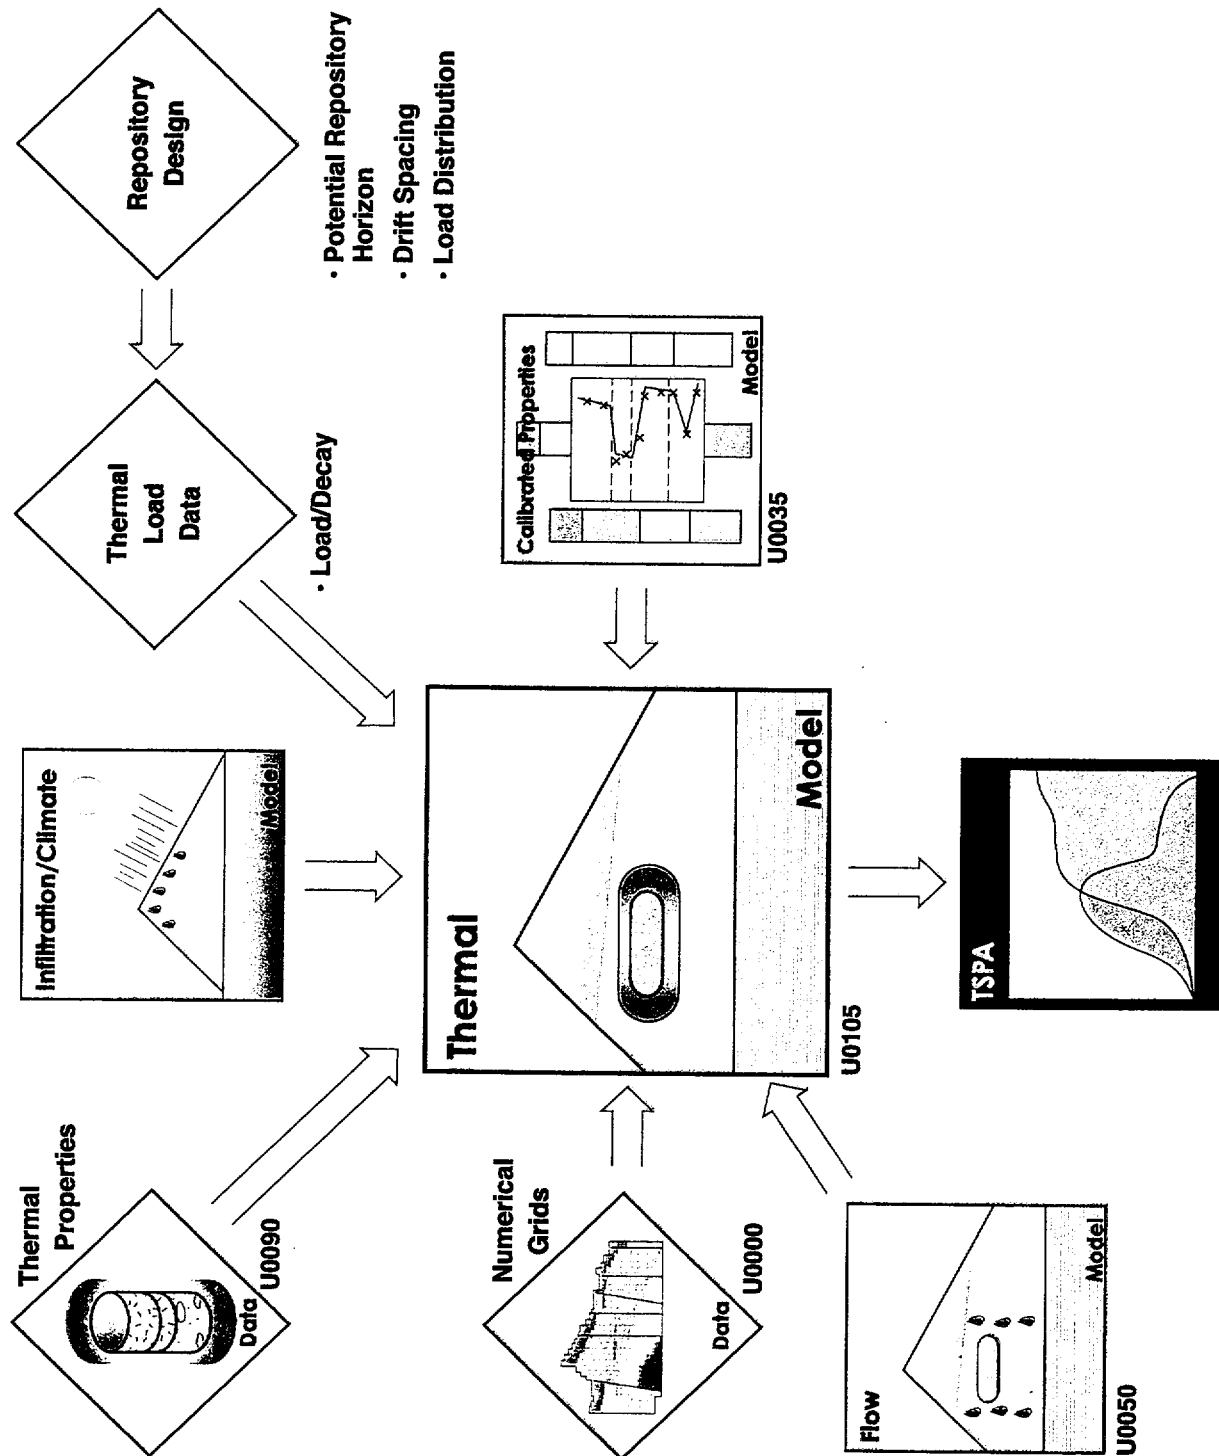 Thermal
Properties
Data
U0090
Infiltration/Climate
Model
Thermal
Load
Data
• Load/Decay
Repository
Design
• Potential Repository
Horizon
• Drift Spacing
• Load Distribution
Numerical
Grids
Data
U0000
Thermal
Model
U0105
Calibrated Properties
Model
U0035
Flow
Model
U0050
TSPA